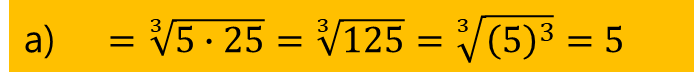 a) = ∛5 · 25 = ∛125 = ∛(5)³ = 5